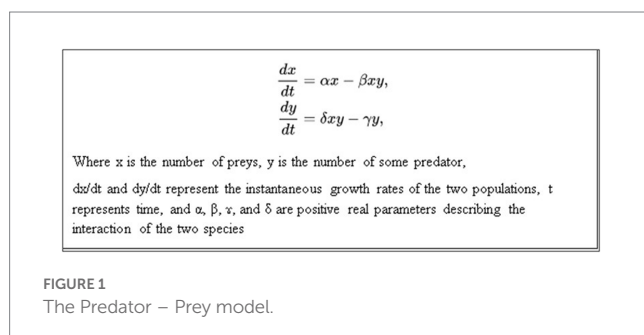 dx/dt = αx − βxy,
dy/dt = δxy − γy,
Where x is the number of preys, y is the number of some predator,
dx/dt and dy/dt represent the instantaneous growth rates of the two populations, t
represents time, and α, β, γ, and δ are positive real parameters describing the
interaction of the two species
FIGURE 1
The Predator – Prey model.